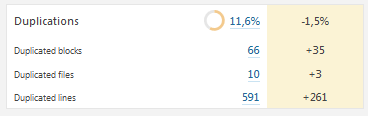 Duplications 11,6% -1,5%
Duplicated blocks 66 +35
Duplicated files 10 +3
Duplicated lines 591 +261